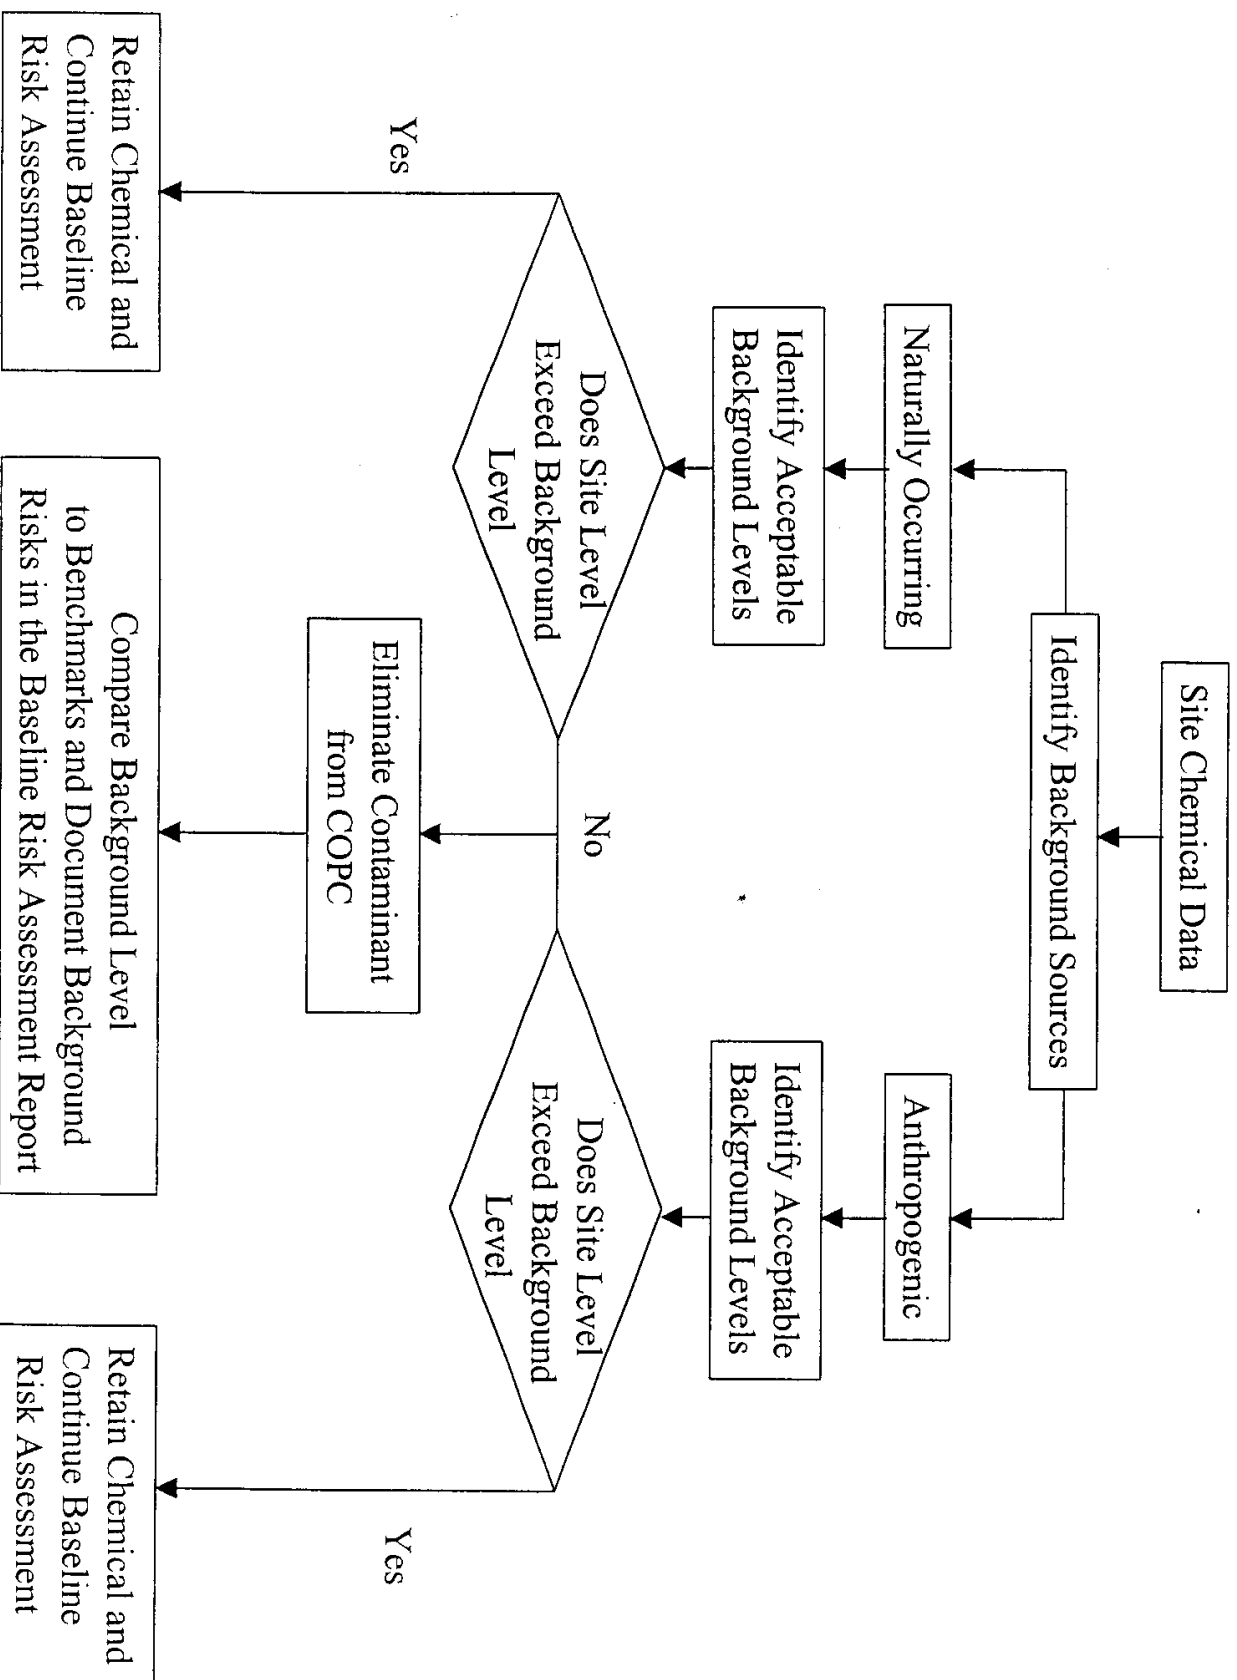 Site Chemical Data
Identify Background Sources
Naturally Occurring
Anthropogenic
Identify Acceptable
Background Levels
Identify Acceptable
Background Levels
Does Site Level
Exceed Background
Level
Does Site Level
Exceed Background
Level
No
Yes
Yes
Eliminate Contaminant
from COPC
Retain Chemical and
Continue Baseline
Risk Assessment
Compare Background Level
to Benchmarks and Document Background
Risks in the Baseline Risk Assessment Report
Retain Chemical and
Continue Baseline
Risk Assessment